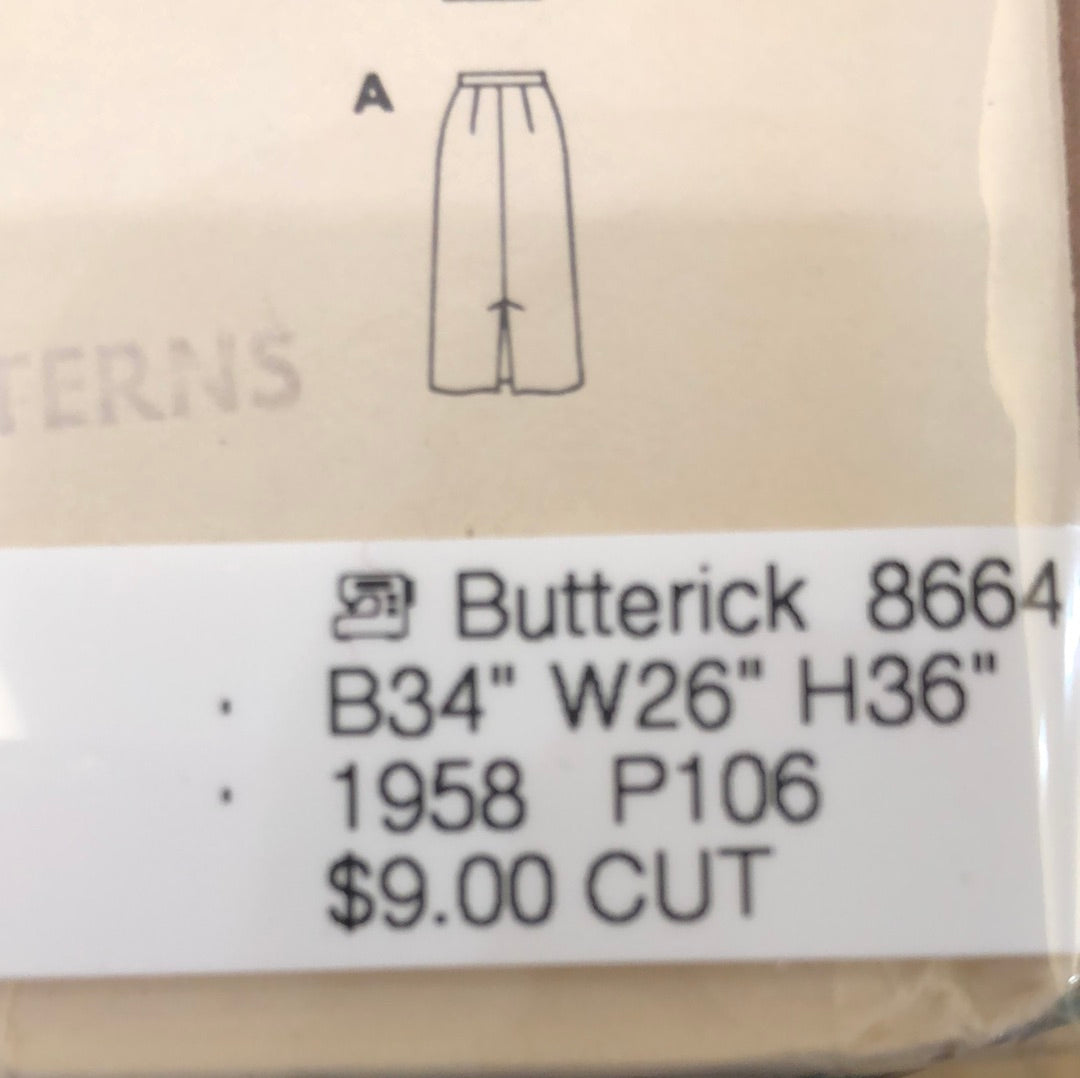 A
TERNS
Butterick 8664
B34" W26" H36"
1958 P106
$9.00 CUT